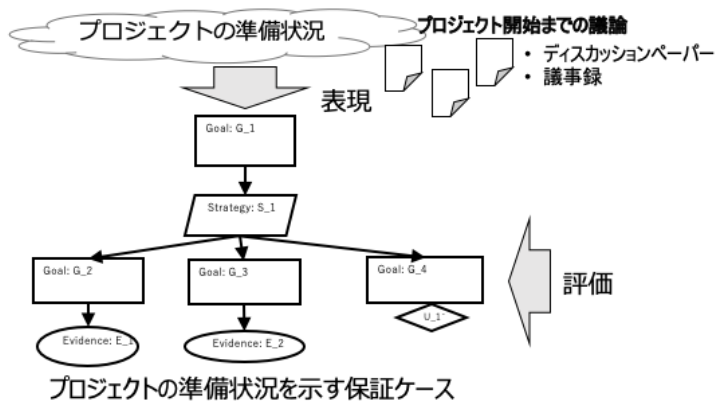 プロジェクトの準備状況
プロジェクト開始までの議論
• ディスカッションペーパー
• 議事録
表現
Goal: G_1
Strategy: S_1
Goal: G_2
Goal: G_3
Goal: G_4
Evidence: E_1
Evidence: E_2
U_1
評価
プロジェクトの準備状況を示す保証ケース